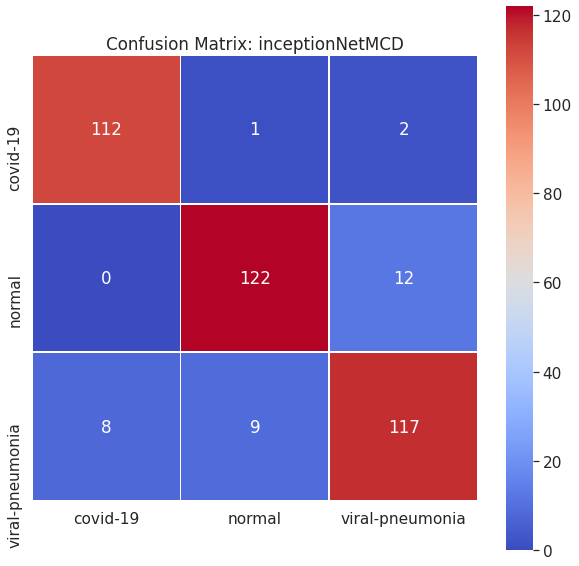 Confusion Matrix: inceptionNetMCD
covid-19
112
1
2
normal
0
122
12
viral-pneumonia
8
9
117
covid-19
normal
viral-pneumonia
120
100
80
60
40
20
0